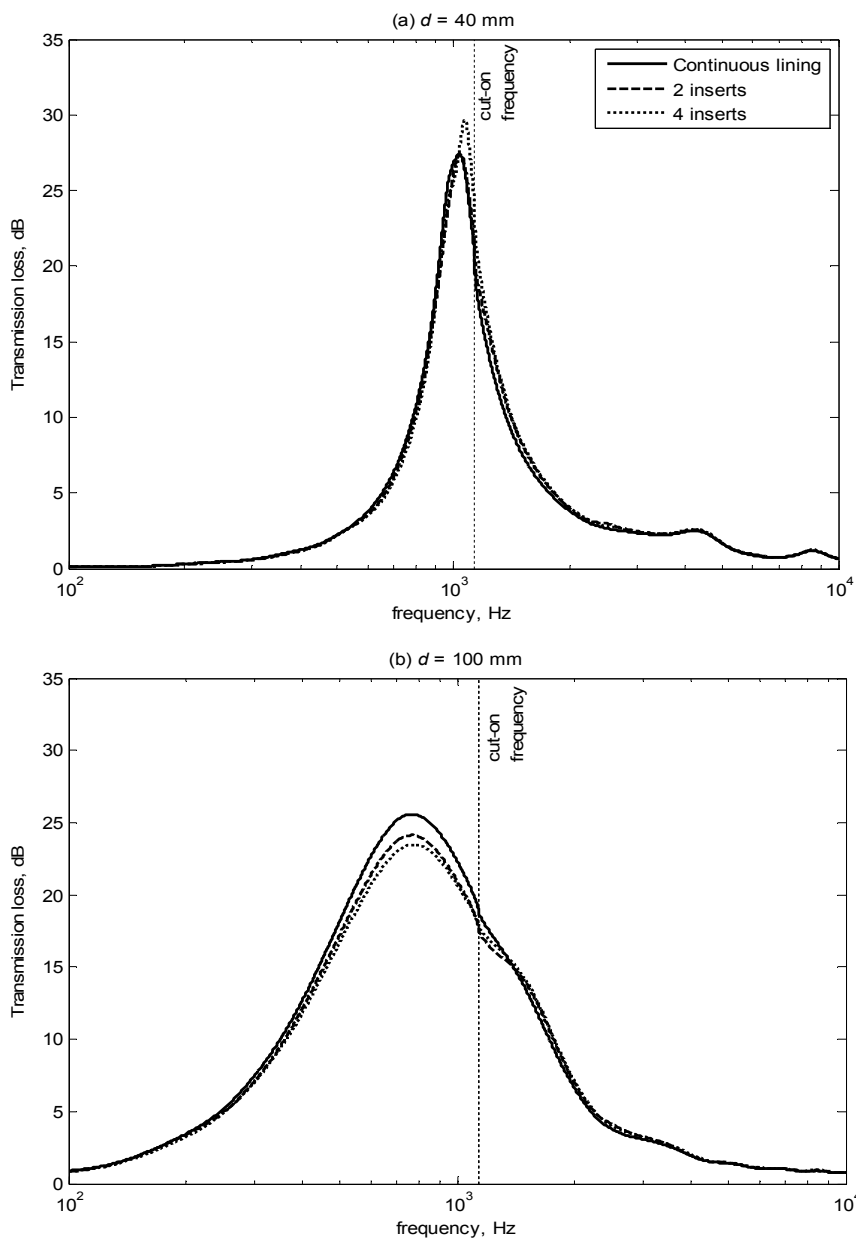 (a) d = 40 mm
35
30
25
20
15
10
5
0
Transmission loss, dB
cut-on
frequency
Continuous lining
2 inserts
4 inserts
10^2
10^3
10^4
frequency, Hz
(b) d = 100 mm
35
30
25
20
15
10
5
0
Transmission loss, dB
cut-on
frequency
10^2
10^3
10^4
frequency, Hz